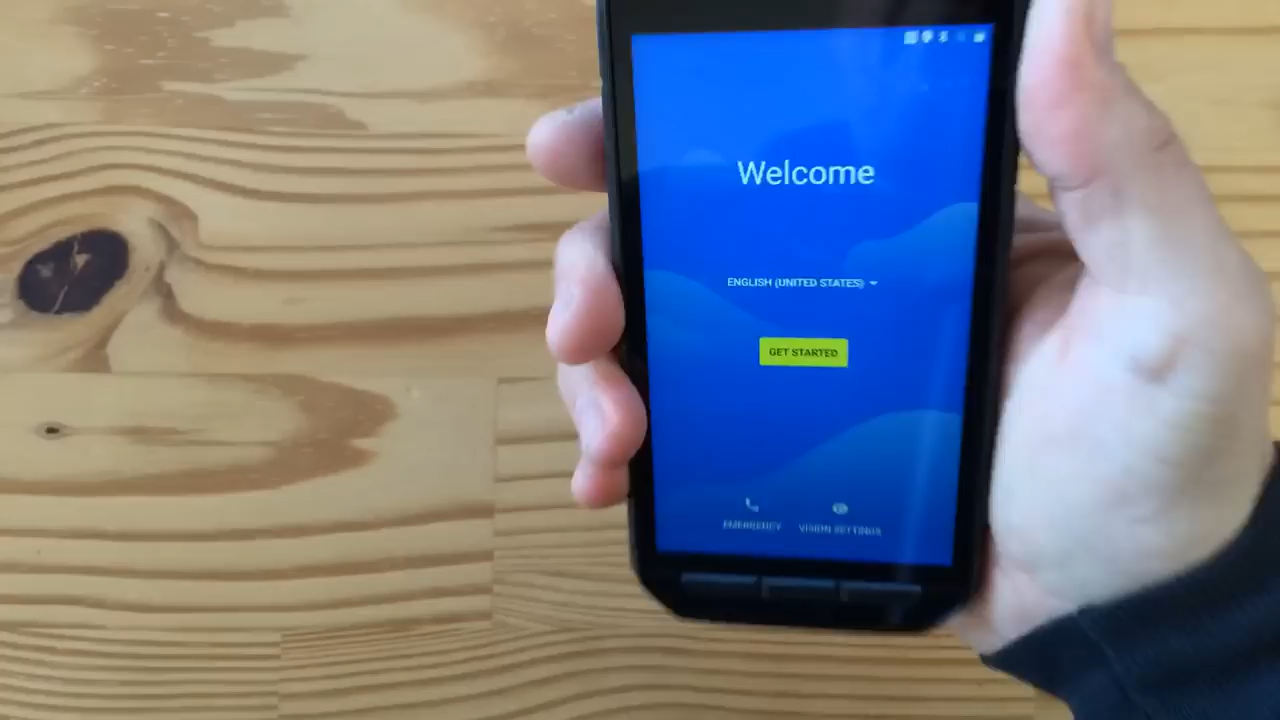 Welcome
ENGLISH (UNITED STATES)
GET STARTED
EMERGENCY
VISION SETTINGS